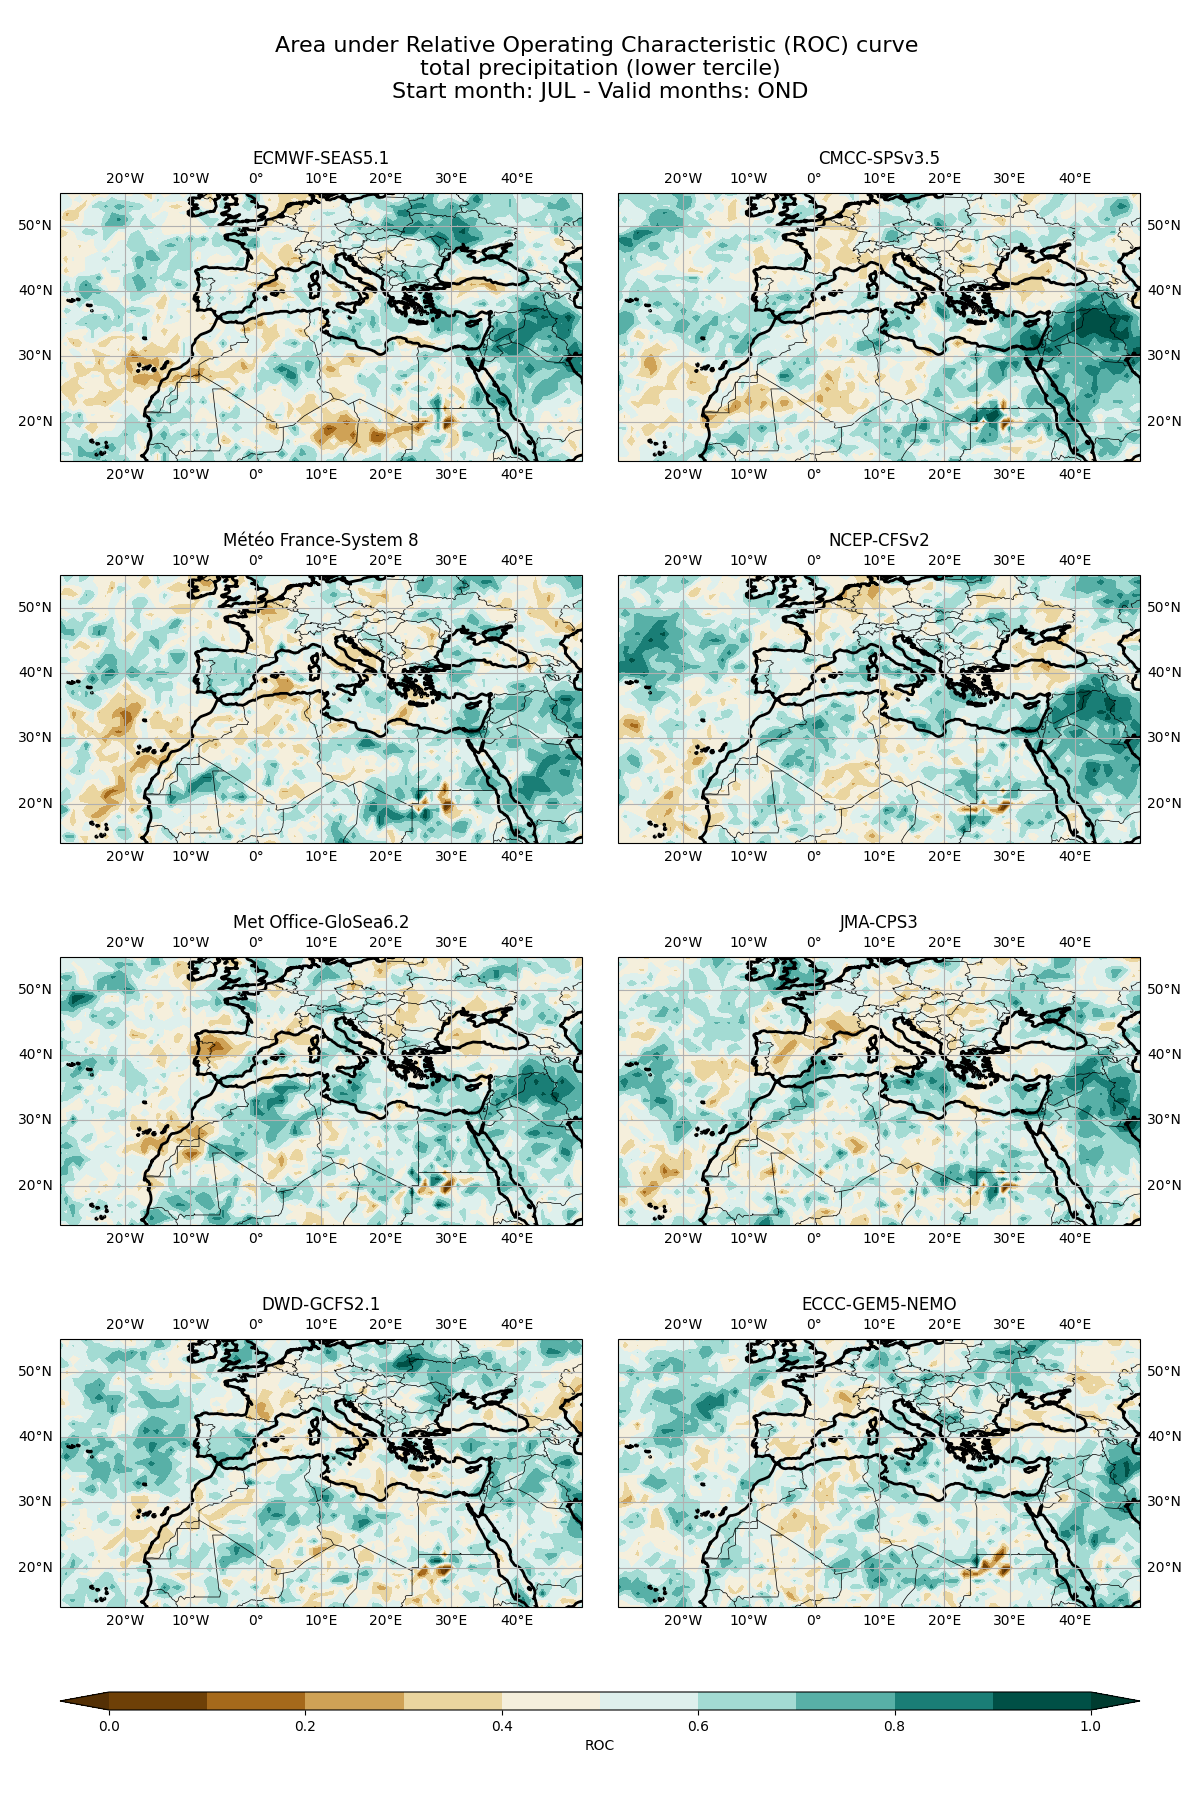 Area under Relative Operating Characteristic (ROC) curve
total precipitation (lower tercile)
Start month: JUL - Valid months: OND
ECMWF-SEAS5.1
20°W 10°W 0° 10°E 20°E 30°E 40°E
50°N
40°N
30°N
20°N
20°W 10°W 0° 10°E 20°E 30°E 40°E
CMCC-SPSv3.5
20°W 10°W 0° 10°E 20°E 30°E 40°E
50°N
40°N
30°N
20°N
20°W 10°W 0° 10°E 20°E 30°E 40°E
Météo France-System 8
20°W 10°W 0° 10°E 20°E 30°E 40°E
50°N
40°N
30°N
20°N
20°W 10°W 0° 10°E 20°E 30°E 40°E
NCEP-CFSv2
20°W 10°W 0° 10°E 20°E 30°E 40°E
50°N
40°N
30°N
20°N
20°W 10°W 0° 10°E 20°E 30°E 40°E
Met Office-GloSea6.2
20°W 10°W 0° 10°E 20°E 30°E 40°E
50°N
40°N
30°N
20°N
20°W 10°W 0° 10°E 20°E 30°E 40°E
JMA-CPS3
20°W 10°W 0° 10°E 20°E 30°E 40°E
50°N
40°N
30°N
20°N
20°W 10°W 0° 10°E 20°E 30°E 40°E
DWD-GCFS2.1
20°W 10°W 0° 10°E 20°E 30°E 40°E
50°N
40°N
30°N
20°N
20°W 10°W 0° 10°E 20°E 30°E 40°E
ECCC-GEM5-NEMO
20°W 10°W 0° 10°E 20°E 30°E 40°E
50°N
40°N
30°N
20°N
20°W 10°W 0° 10°E 20°E 30°E 40°E
0.0 0.2 0.4 0.6 0.8 1.0
ROC